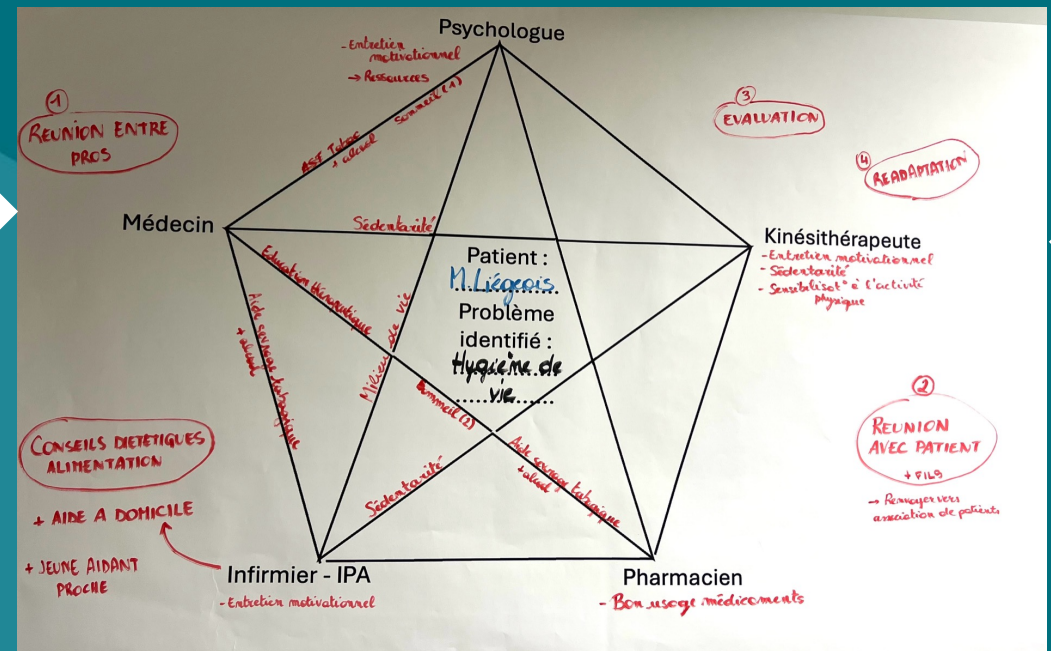 Psychologue
- Entretien
motivationnel
→ Ressources
Sommeil (1)
ASF Tabac
+ alcool
①
REUNION ENTRE
PROS
③
EVALUATION
④
READAPTATION
Médecin
Sédentarité
Kinésithérapeute
- Entretien motivationnel
- Sédentarité
- Sensibilisat° à l'activité
physique
Patient :
M. Liégeois
Problème
identifié :
Hygiène de
vie
Education thérapeutique
Milieu de vie
Aide sevrage tabagique
+ alcool
Sommeil (2)
Aide sevrage tabagique
+ alcool
Sédentarité
②
REUNION
AVEC PATIENT
+ FILS
→ Renvoyer vers
association de patients
CONSEILS DIETETIQUES
ALIMENTATION
+ AIDE A DOMICILE
+ JEUNE AIDANT
PROCHE
Infirmier - IPA
- Entretien motivationnel
Pharmacien
- Bon usage médicaments